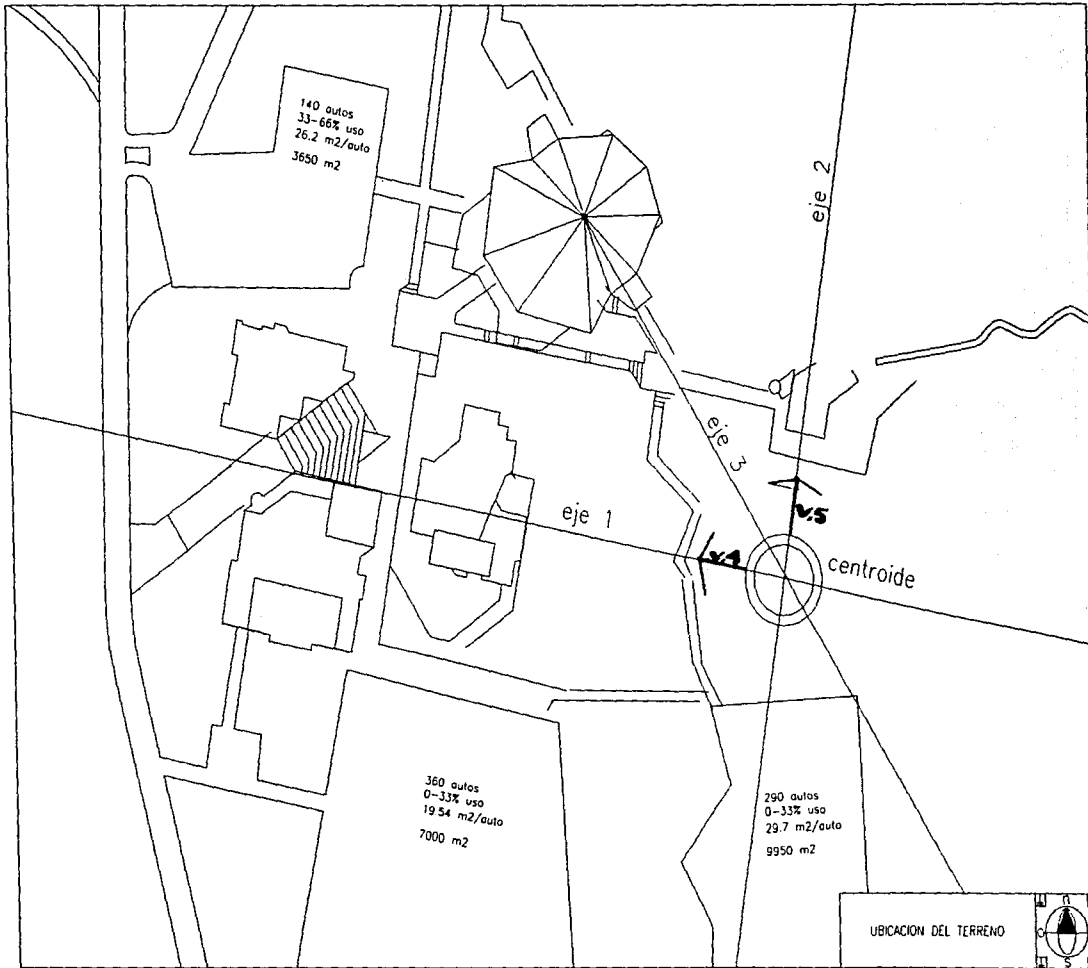 140 autos
33-66% uso
26.2 m2/auto
3650 m2
eje 2
eje 3
eje 1
v.5
v.4
centroide
360 autos
0-33% uso
19.54 m2/auto
7000 m2
290 autos
0-33% uso
29.7 m2/auto
9950 m2
UBICACION DEL TERRENO
n
o
s